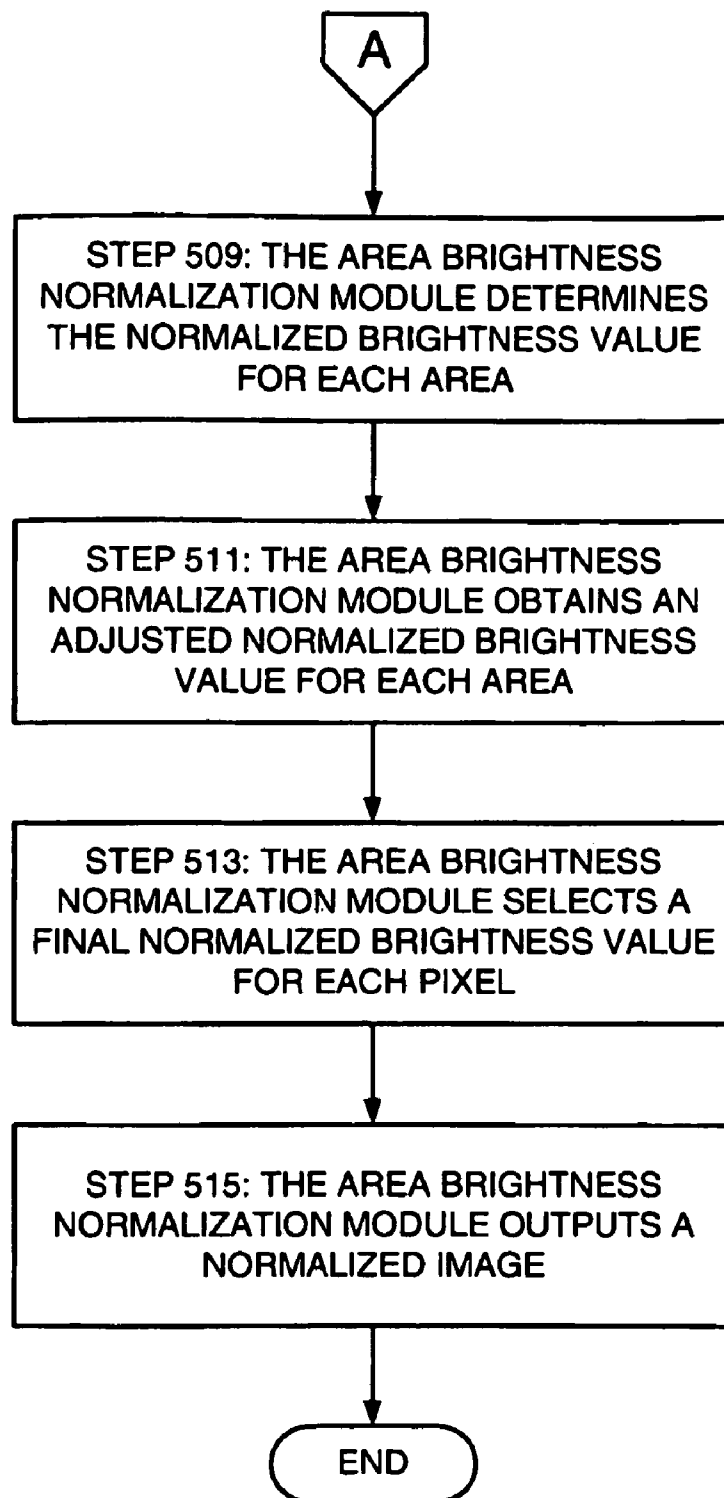 A
STEP 509: THE AREA BRIGHTNESS
NORMALIZATION MODULE DETERMINES
THE NORMALIZED BRIGHTNESS VALUE
FOR EACH AREA
STEP 511: THE AREA BRIGHTNESS
NORMALIZATION MODULE OBTAINS AN
ADJUSTED NORMALIZED BRIGHTNESS
VALUE FOR EACH AREA
STEP 513: THE AREA BRIGHTNESS
NORMALIZATION MODULE SELECTS A
FINAL NORMALIZED BRIGHTNESS VALUE
FOR EACH PIXEL
STEP 515: THE AREA BRIGHTNESS
NORMALIZATION MODULE OUTPUTS A
NORMALIZED IMAGE
END